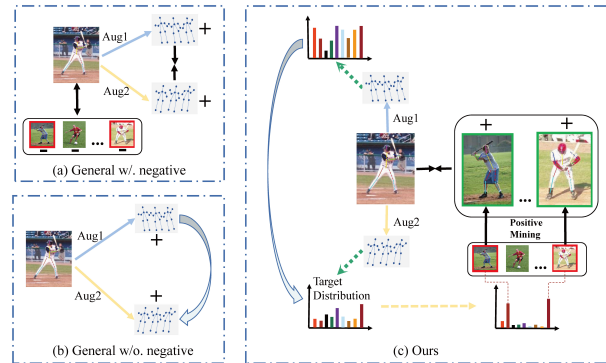 Aug1
+
Aug2
+
...
(a) General w/. negative
Aug1
+
Aug2
+
(b) General w/o. negative
Aug1
Aug2
+ +
...
Positive
Mining
...
Target
Distribution
(c) Ours